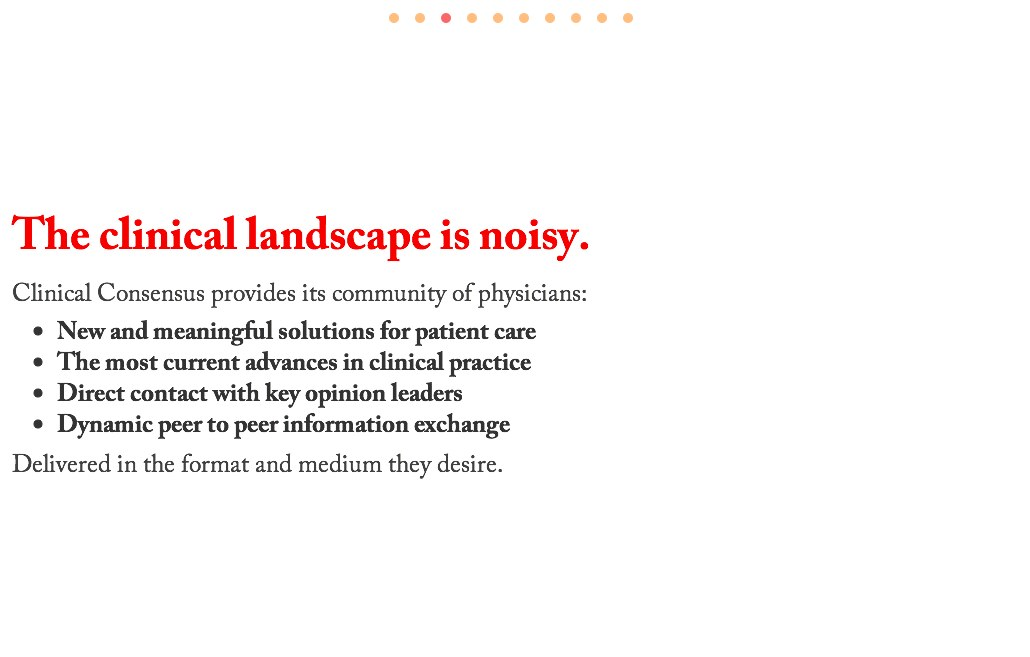 The clinical landscape is noisy.
Clinical Consensus provides its community of physicians:
• New and meaningful solutions for patient care
• The most current advances in clinical practice
• Direct contact with key opinion leaders
• Dynamic peer to peer information exchange
Delivered in the format and medium they desire.